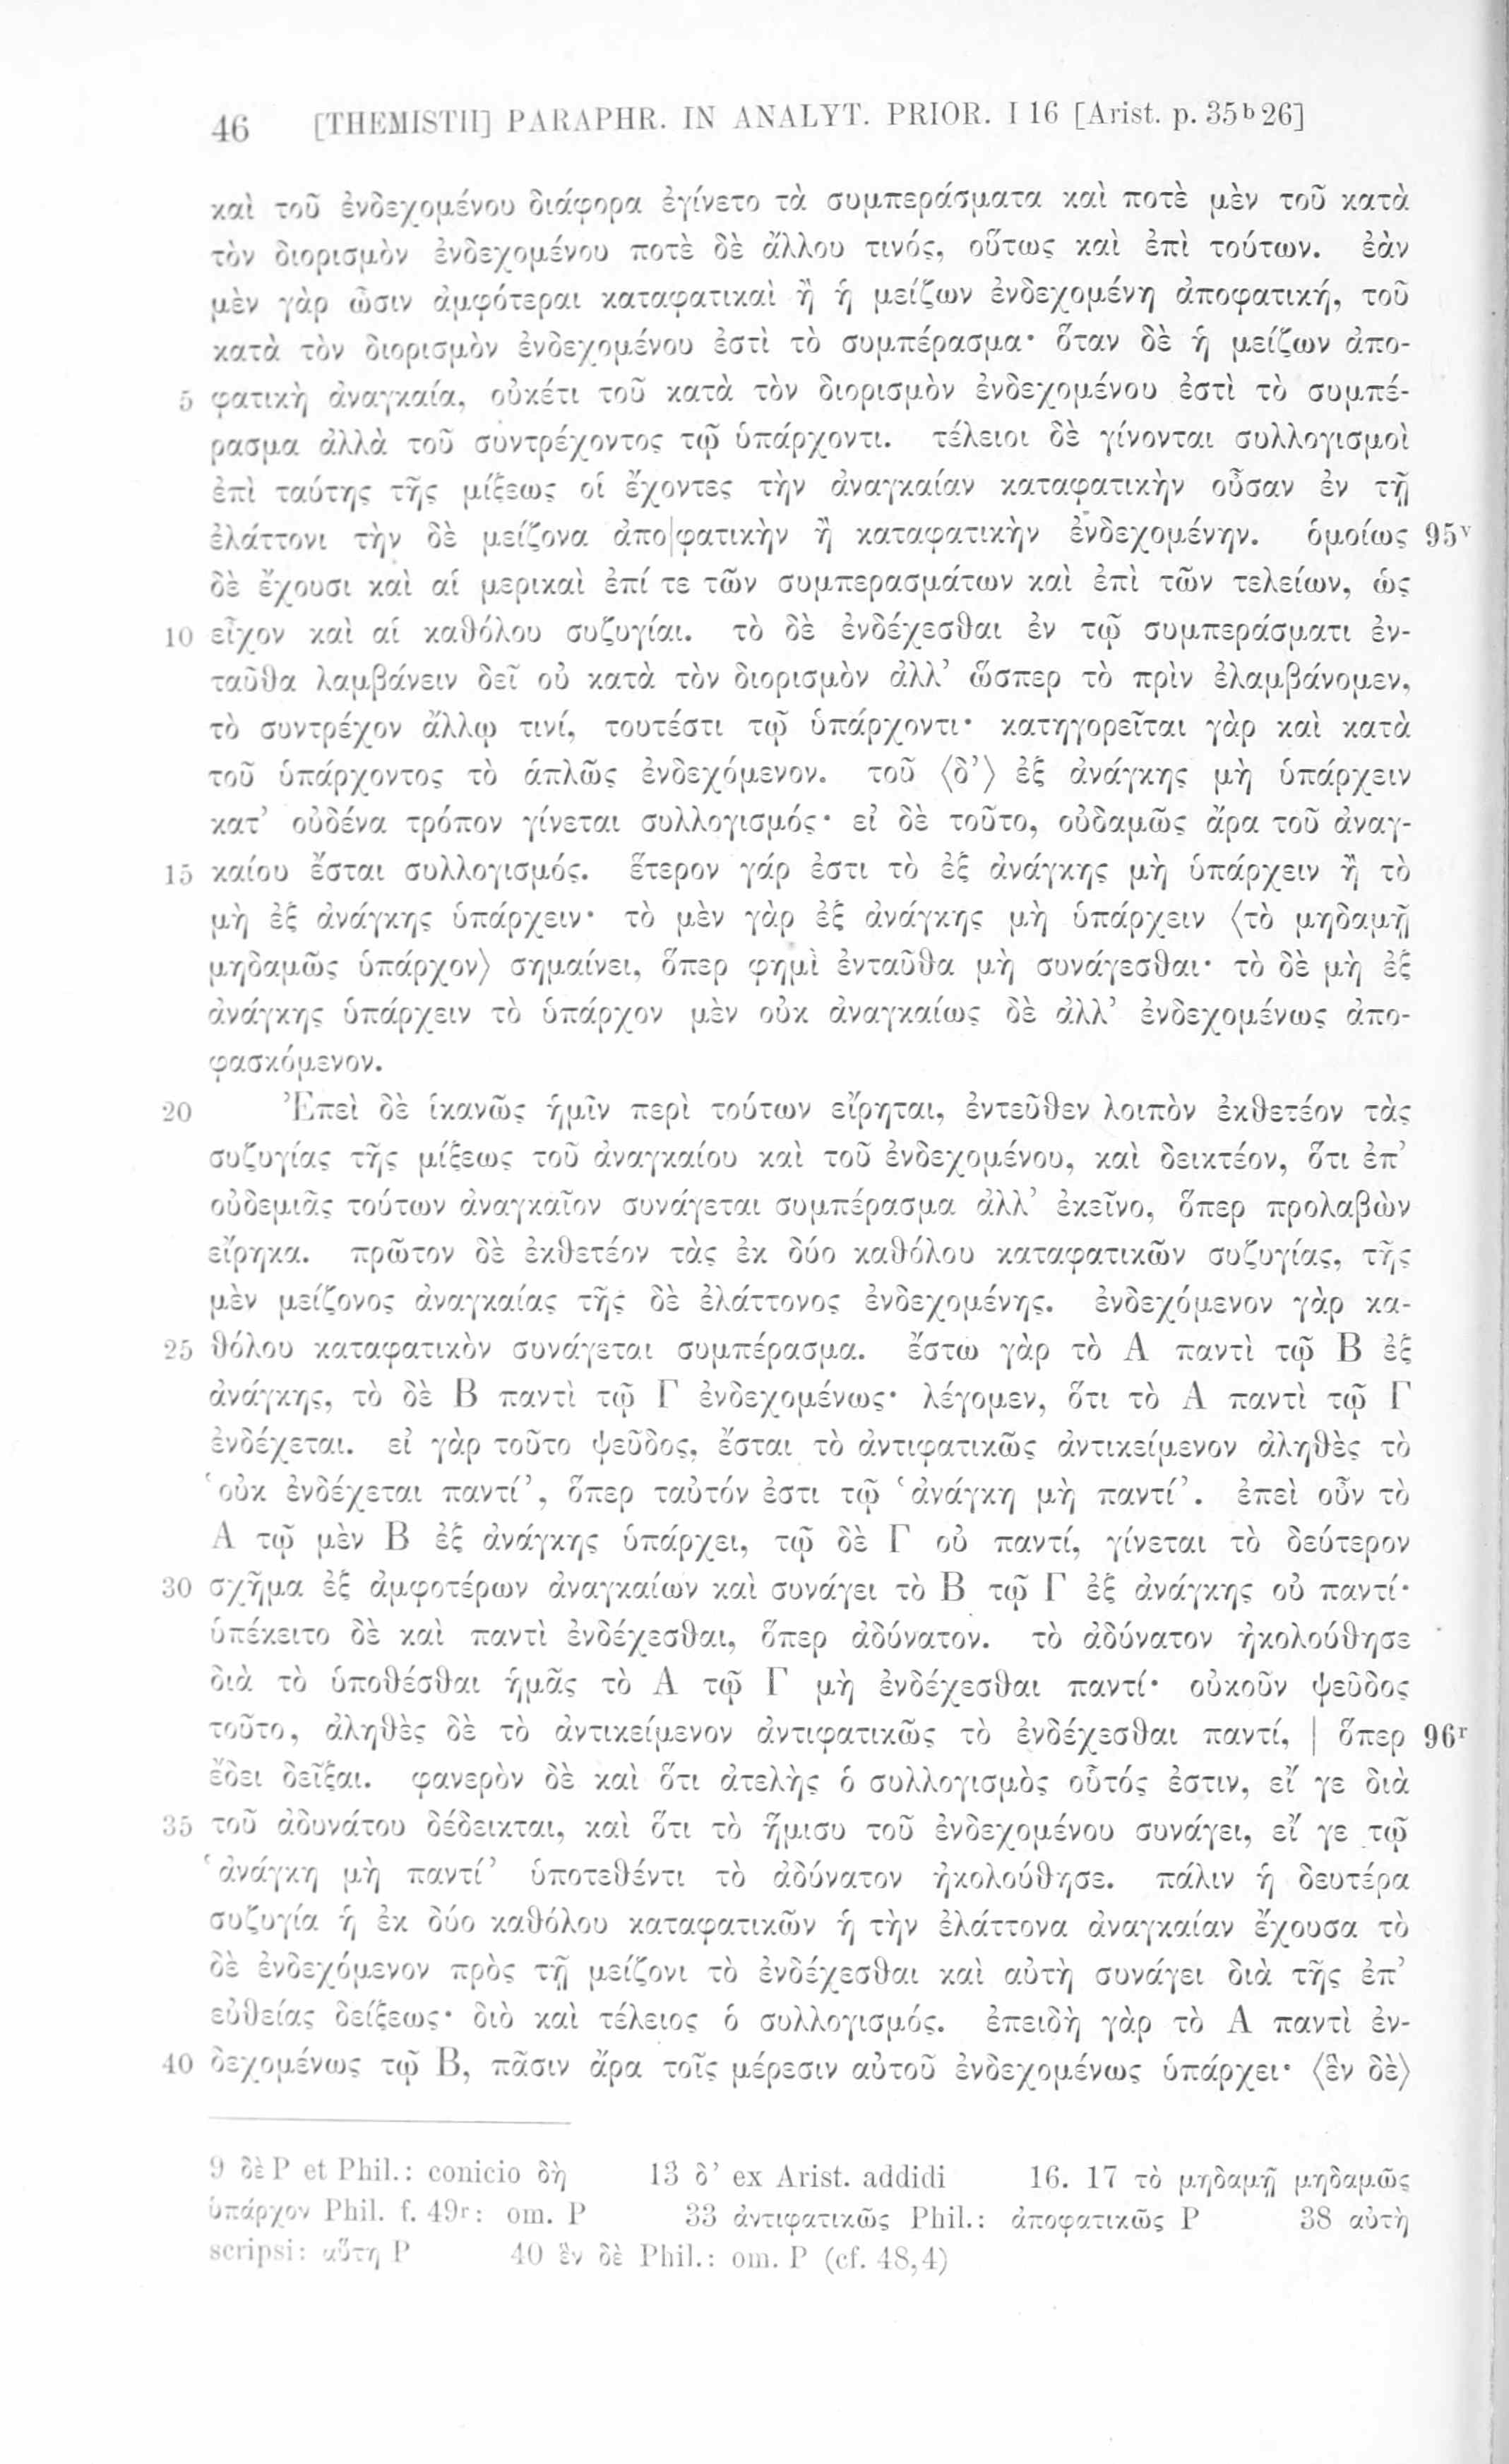 46 [THEMISTII] PARAPHR. IN ANALYT. PRIOR. I 16 [Arist. p. 35b26]
καὶ τοῦ ἐνδεχομένου διάφορα ἐγίνετο τὰ συμπεράσματα καὶ ποτὲ μὲν τοῦ κατὰ
τὸν διορισμὸν ἐνδεχομένου ποτὲ δὲ ἄλλου τινός, οὕτως καὶ ἐπὶ τούτων. ἐὰν
μὲν γὰρ ὦσιν ἀμφότεραι καταφατικαὶ ἢ ἡ μείζων ἐνδεχομένη ἀποφατική, τοῦ
κατὰ τὸν διορισμὸν ἐνδεχομένου ἐστὶ τὸ συμπέρασμα· ὅταν δὲ ἡ μείζων ἀπο-
5 φατικὴ ἀναγκαία, οὐκέτι τοῦ κατὰ τὸν διορισμὸν ἐνδεχομένου ἐστὶ τὸ συμπέ-
ρασμα ἀλλὰ τοῦ συντρέχοντος τῷ ὑπάρχοντι. τέλειοι δὲ γίνονται συλλογισμοὶ
ἐπὶ ταύτης τῆς μίξεως οἱ ἔχοντες τὴν ἀναγκαίαν καταφατικὴν οὖσαν ἐν τῇ
ἐλάττονι τὴν δὲ μείζονα ἀπο|φατικὴν ἢ καταφατικὴν ἐνδεχομένην. ὁμοίως 95v
δὲ ἔχουσι καὶ αἱ μερικαὶ ἐπί τε τῶν συμπερασμάτων καὶ ἐπὶ τῶν τελείων, ὡς
10 εἶχον καὶ αἱ καθόλου συζυγίαι. τὸ δὲ ἐνδέχεσθαι ἐν τῷ συμπεράσματι ἐν-
ταῦθα λαμβάνειν δεῖ οὐ κατὰ τὸν διορισμὸν ἀλλ’ ὥσπερ τὸ πρὶν ἐλαμβάνομεν,
τὸ συντρέχον ἄλλῳ τινί, τουτέστι τῷ ὑπάρχοντι· κατηγορεῖται γὰρ καὶ κατὰ
τοῦ ὑπάρχοντος τὸ ἁπλῶς ἐνδεχόμενον. τοῦ ⟨δ’⟩ ἐξ ἀνάγκης μὴ ὑπάρχειν
κατ’ οὐδένα τρόπον γίνεται συλλογισμός· εἰ δὲ τοῦτο, οὐδαμῶς ἄρα τοῦ ἀναγ-
15 καίου ἔσται συλλογισμός. ἕτερον γάρ ἐστι τὸ ἐξ ἀνάγκης μὴ ὑπάρχειν ἢ τὸ
μὴ ἐξ ἀνάγκης ὑπάρχειν· τὸ μὲν γὰρ ἐξ ἀνάγκης μὴ ὑπάρχειν ⟨τὸ μηδαμῇ
μηδαμῶς ὑπάρχον⟩ σημαίνει, ὅπερ φημὶ ἐνταῦθα μὴ συνάγεσθαι· τὸ δὲ μὴ ἐξ
ἀνάγκης ὑπάρχειν τὸ ὑπάρχον μὲν οὐκ ἀναγκαίως δὲ ἀλλ’ ἐνδεχομένως ἀπο-
φασκόμενον.
20 Ἐπεὶ δὲ ἱκανῶς ἡμῖν περὶ τούτων εἴρηται, ἐντεῦθεν λοιπὸν ἐκθετέον τὰς
συζυγίας τῆς μίξεως τοῦ ἀναγκαίου καὶ τοῦ ἐνδεχομένου, καὶ δεικτέον, ὅτι ἐπ’
οὐδεμιᾶς τούτων ἀναγκαῖον συνάγεται συμπέρασμα ἀλλ’ ἐκεῖνο, ὅπερ προλαβὼν
εἴρηκα. πρῶτον δὲ ἐκθετέον τὰς ἐκ δύο καθόλου καταφατικῶν συζυγίας, τῆς
μὲν μείζονος ἀναγκαίας τῆς δὲ ἐλάττονος ἐνδεχομένης. ἐνδεχόμενον γὰρ κα-
25 θόλου καταφατικὸν συνάγεται συμπέρασμα. ἔστω γὰρ τὸ Α παντὶ τῷ Β ἐξ
ἀνάγκης, τὸ δὲ Β παντὶ τῷ Γ ἐνδεχομένως· λέγομεν, ὅτι τὸ Α παντὶ τῷ Γ
ἐνδέχεται. εἰ γὰρ τοῦτο ψεῦδος, ἔσται τὸ ἀντιφατικῶς ἀντικείμενον ἀληθὲς τὸ
‘οὐκ ἐνδέχεται παντί’, ὅπερ ταὐτόν ἐστι τῷ ‘ἀνάγκη μὴ παντί’. ἐπεὶ οὖν τὸ
Α τῷ μὲν Β ἐξ ἀνάγκης ὑπάρχει, τῷ δὲ Γ οὐ παντί, γίνεται τὸ δεύτερον
30 σχῆμα ἐξ ἀμφοτέρων ἀναγκαίων καὶ συνάγει τὸ Β τῷ Γ ἐξ ἀνάγκης οὐ παντί·
ὑπέκειτο δὲ καὶ παντὶ ἐνδέχεσθαι, ὅπερ ἀδύνατον. τὸ ἀδύνατον ἠκολούθησε
διὰ τὸ ὑποθέσθαι ἡμᾶς τὸ Α τῷ Γ μὴ ἐνδέχεσθαι παντί· οὐκοῦν ψεῦδος
τοῦτο, ἀληθὲς δὲ τὸ ἀντικείμενον ἀντιφατικῶς τὸ ἐνδέχεσθαι παντί, | ὅπερ 96r
ἔδει δεῖξαι. φανερὸν δὲ καὶ ὅτι ἀτελὴς ὁ συλλογισμὸς οὗτός ἐστιν, εἴ γε διὰ
35 τοῦ ἀδυνάτου δέδεικται, καὶ ὅτι τὸ ἥμισυ τοῦ ἐνδεχομένου συνάγει, εἴ γε τῷ
‘ἀνάγκη μὴ παντί’ ὑποτεθέντι τὸ ἀδύνατον ἠκολούθησε. πάλιν ἡ δευτέρα
συζυγία ἡ ἐκ δύο καθόλου καταφατικῶν ἡ τὴν ἐλάττονα ἀναγκαίαν ἔχουσα τὸ
δὲ ἐνδεχόμενον πρὸς τῇ μείζονι τὸ ἐνδέχεσθαι καὶ αὐτὴ συνάγει διὰ τῆς ἐπ’
εὐθείας δείξεως· διὸ καὶ τέλειος ὁ συλλογισμός. ἐπειδὴ γὰρ τὸ Α παντὶ ἐν-
40 δεχομένως τῷ Β, πᾶσιν ἄρα τοῖς μέρεσιν αὐτοῦ ἐνδεχομένως ὑπάρχει· ⟨ἓν δὲ⟩
9 δὲ P et Phil.: conicio δὴ 13 δ’ ex Arist. addidi 16. 17 τὸ μηδαμῇ μηδαμῶς
ὑπάρχον Phil. f. 49r: om. P 33 ἀντιφατικῶς Phil.: ἀποφατικῶς P 38 αὐτὴ
scripsi: αὕτη P 40 ἓν δὲ Phil.: om. P (cf. 48,4)